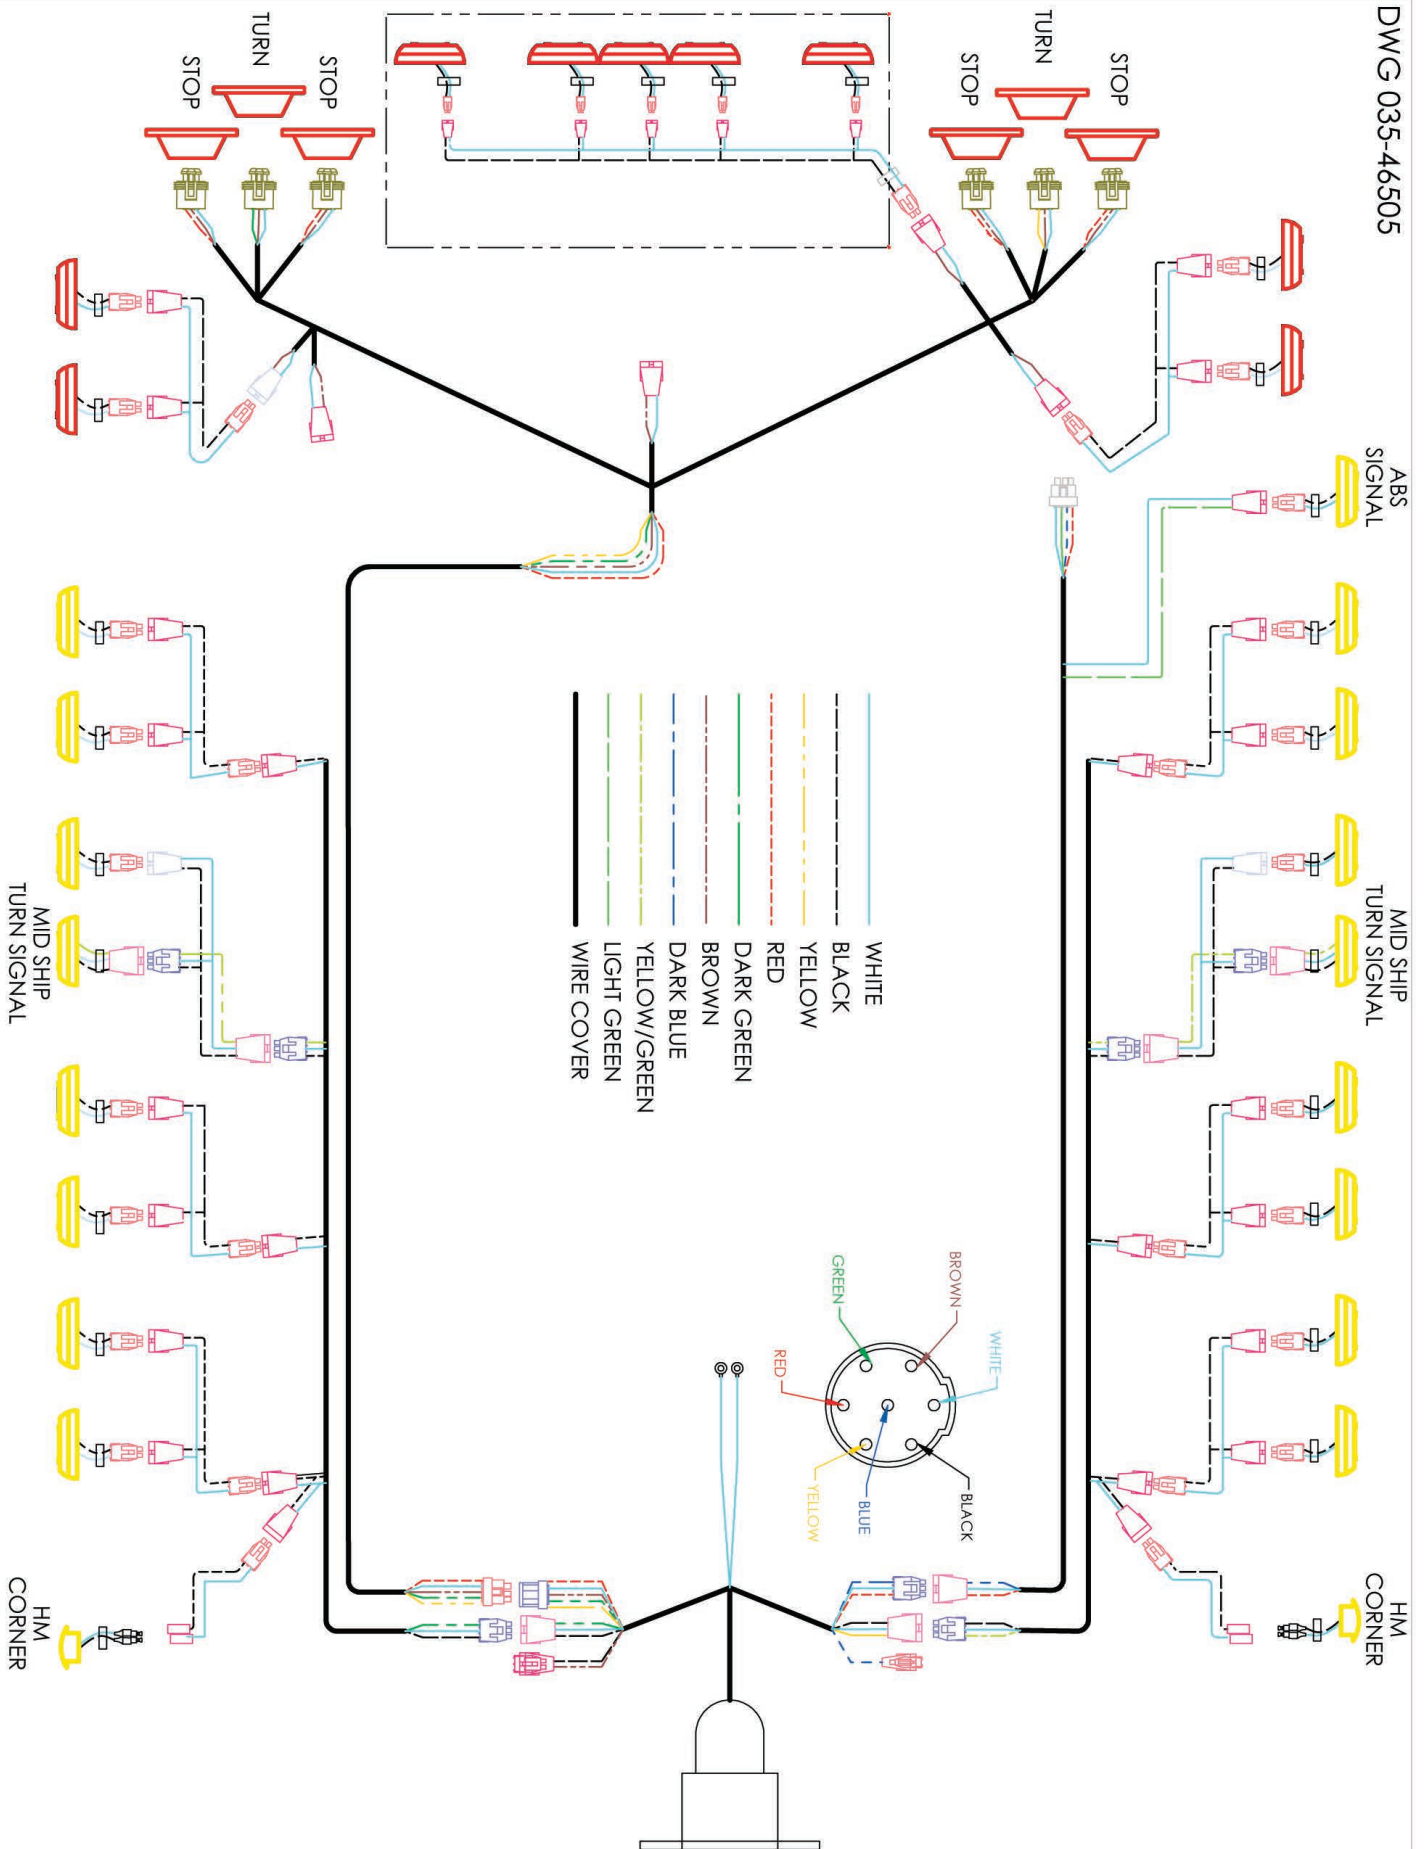 DWG 035-46505
STOP
TURN
STOP
STOP
TURN
STOP
ABS
SIGNAL
MID SHIP
TURN SIGNAL
HM
CORNER
WHITE
BLACK
YELLOW
RED
DARK GREEN
BROWN
DARK BLUE
YELLOW/GREEN
LIGHT GREEN
WIRE COVER
BROWN
WHITE
BLACK
GREEN
RED
YELLOW
BLUE
MID SHIP
TURN SIGNAL
HM
CORNER